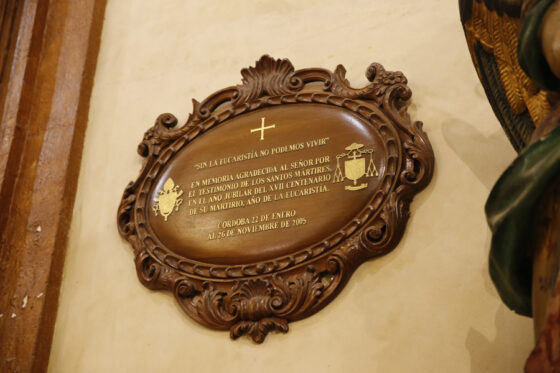 "SIN LA EUCARISTÍA NO PODEMOS VIVIR"
EN MEMORIA AGRADECIDA AL SEÑOR POR
EL TESTIMONIO DE LOS SANTOS MÁRTIRES,
EN EL AÑO JUBILAR DEL XVII CENTENARIO
DE SU MARTIRIO, AÑO DE LA EUCARISTIA.
CÓRDOBA 22 DE ENERO
AL 26 DE NOVIEMBRE DE 2005